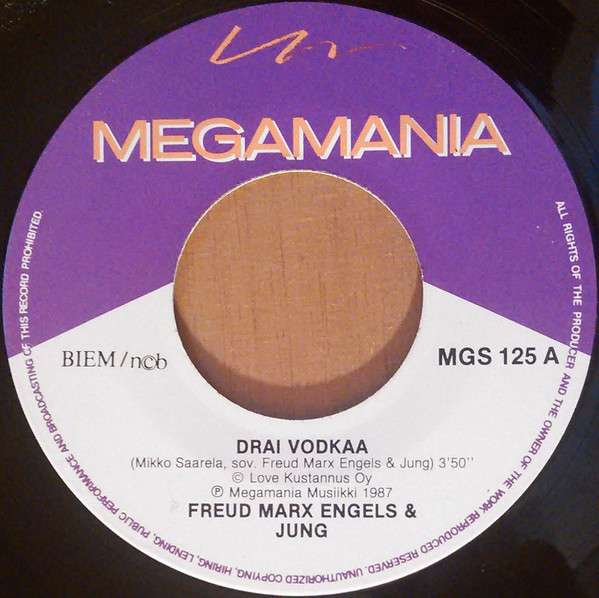 MEGAMANIA
BIEM/ncb
MGS 125 A
DRAI VODKAA
(Mikko Saarela, sov. Freud Marx Engels & Jung) 3'50''
© Love Kustannus Oy
℗ Megamania Musiikki 1987
FREUD MARX ENGELS &
JUNG
ALL RIGHTS OF THE PRODUCER AND THE OWNER OF THE WORK REPRODUCED RESERVED. UNAUTHORIZED COPYING, HIRING, LENDING, PUBLIC PERFORMANCE AND BROADCASTING OF THIS RECORD PROHIBITED.